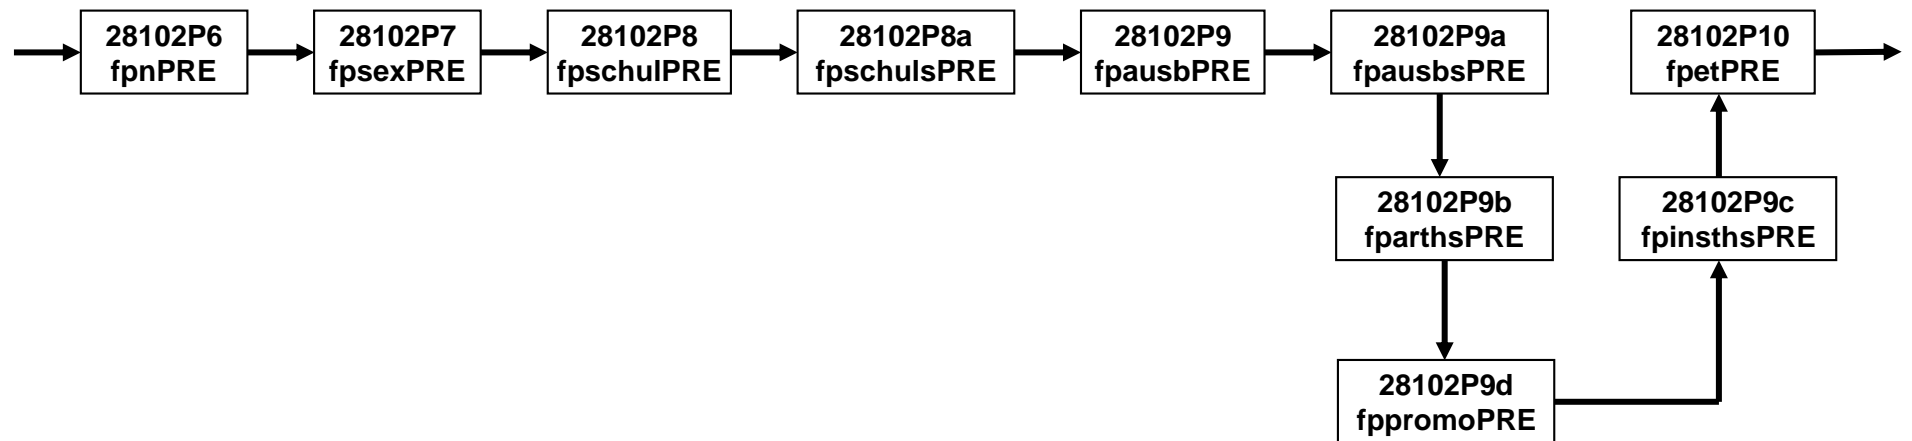 28102P6
fpnPRE
28102P7
fpsexPRE
28102P8
fpschulPRE
28102P8a
fpschulsPRE
28102P9
fpausbPRE
28102P9a
fpausbsPRE
28102P10
fpetPRE
28102P9b
fparthsPRE
28102P9c
fpinsthsPRE
28102P9d
fppromoPRE